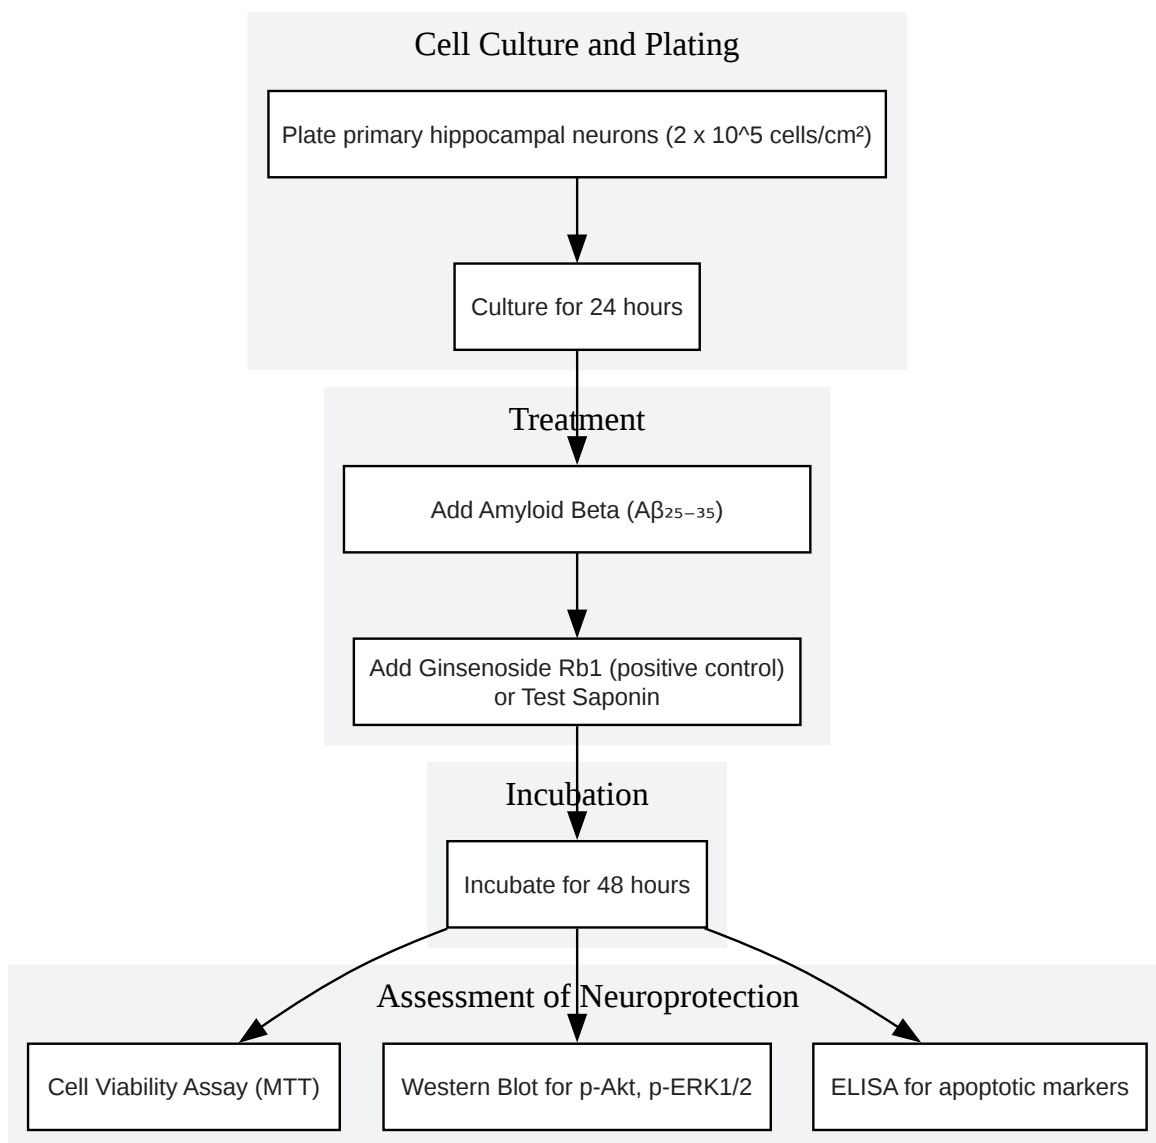 Cell Culture and Plating
Plate primary hippocampal neurons (2 x 10^5 cells/cm²)
Culture for 24 hours
Treatment
Add Amyloid Beta (Aβ₂₅₋₃₅)
Add Ginsenoside Rb1 (positive control)
or Test Saponin
Incubation
Incubate for 48 hours
Assessment of Neuroprotection
Cell Viability Assay (MTT)
Western Blot for p-Akt, p-ERK1/2
ELISA for apoptotic markers